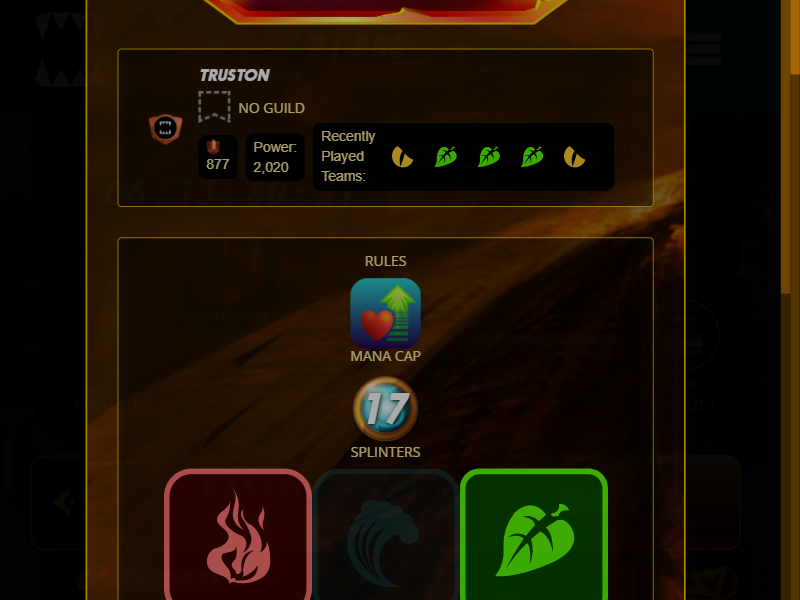 TRUSTON
NO GUILD
877
Power:
2,020
Recently
Played
Teams:
RULES
MANA CAP
17
SPLINTERS